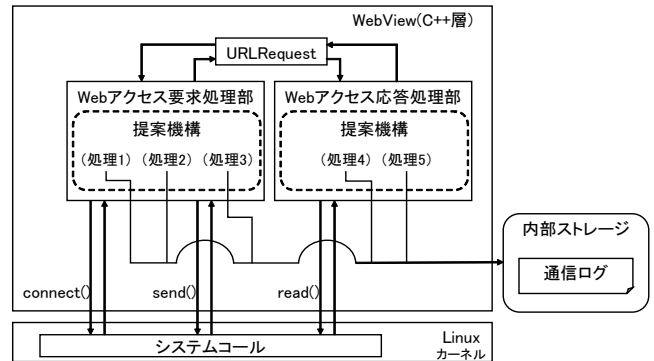 WebView(C++層)
URLRequest
Webアクセス要求処理部
Webアクセス応答処理部
提案機構
提案機構
(処理1) (処理2) (処理3)
(処理4) (処理5)
内部ストレージ
通信ログ
connect()
send()
read()
システムコール
Linux
カーネル